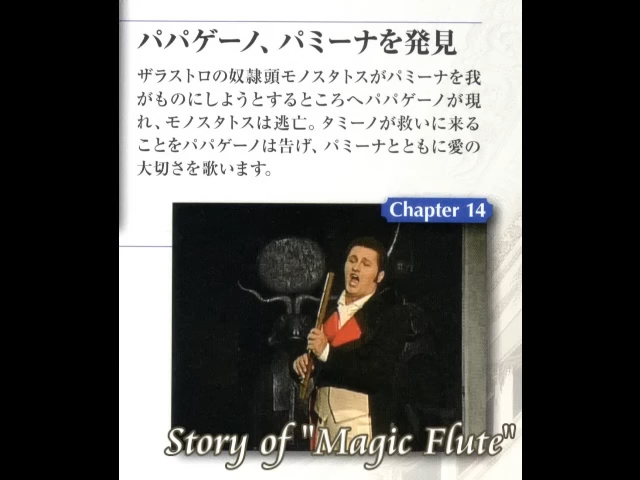 パパゲーノ、パミーナを発見
ザラストロの奴隷頭モノスタトスがパミーナを我
がものにしようとするところへパパゲーノが現
れ、モノスタトスは逃亡。タミーノが救いに来る
ことをパパゲーノは告げ、パミーナとともに愛の
大切さを歌います。
Chapter 14
Story of "Magic Flute"